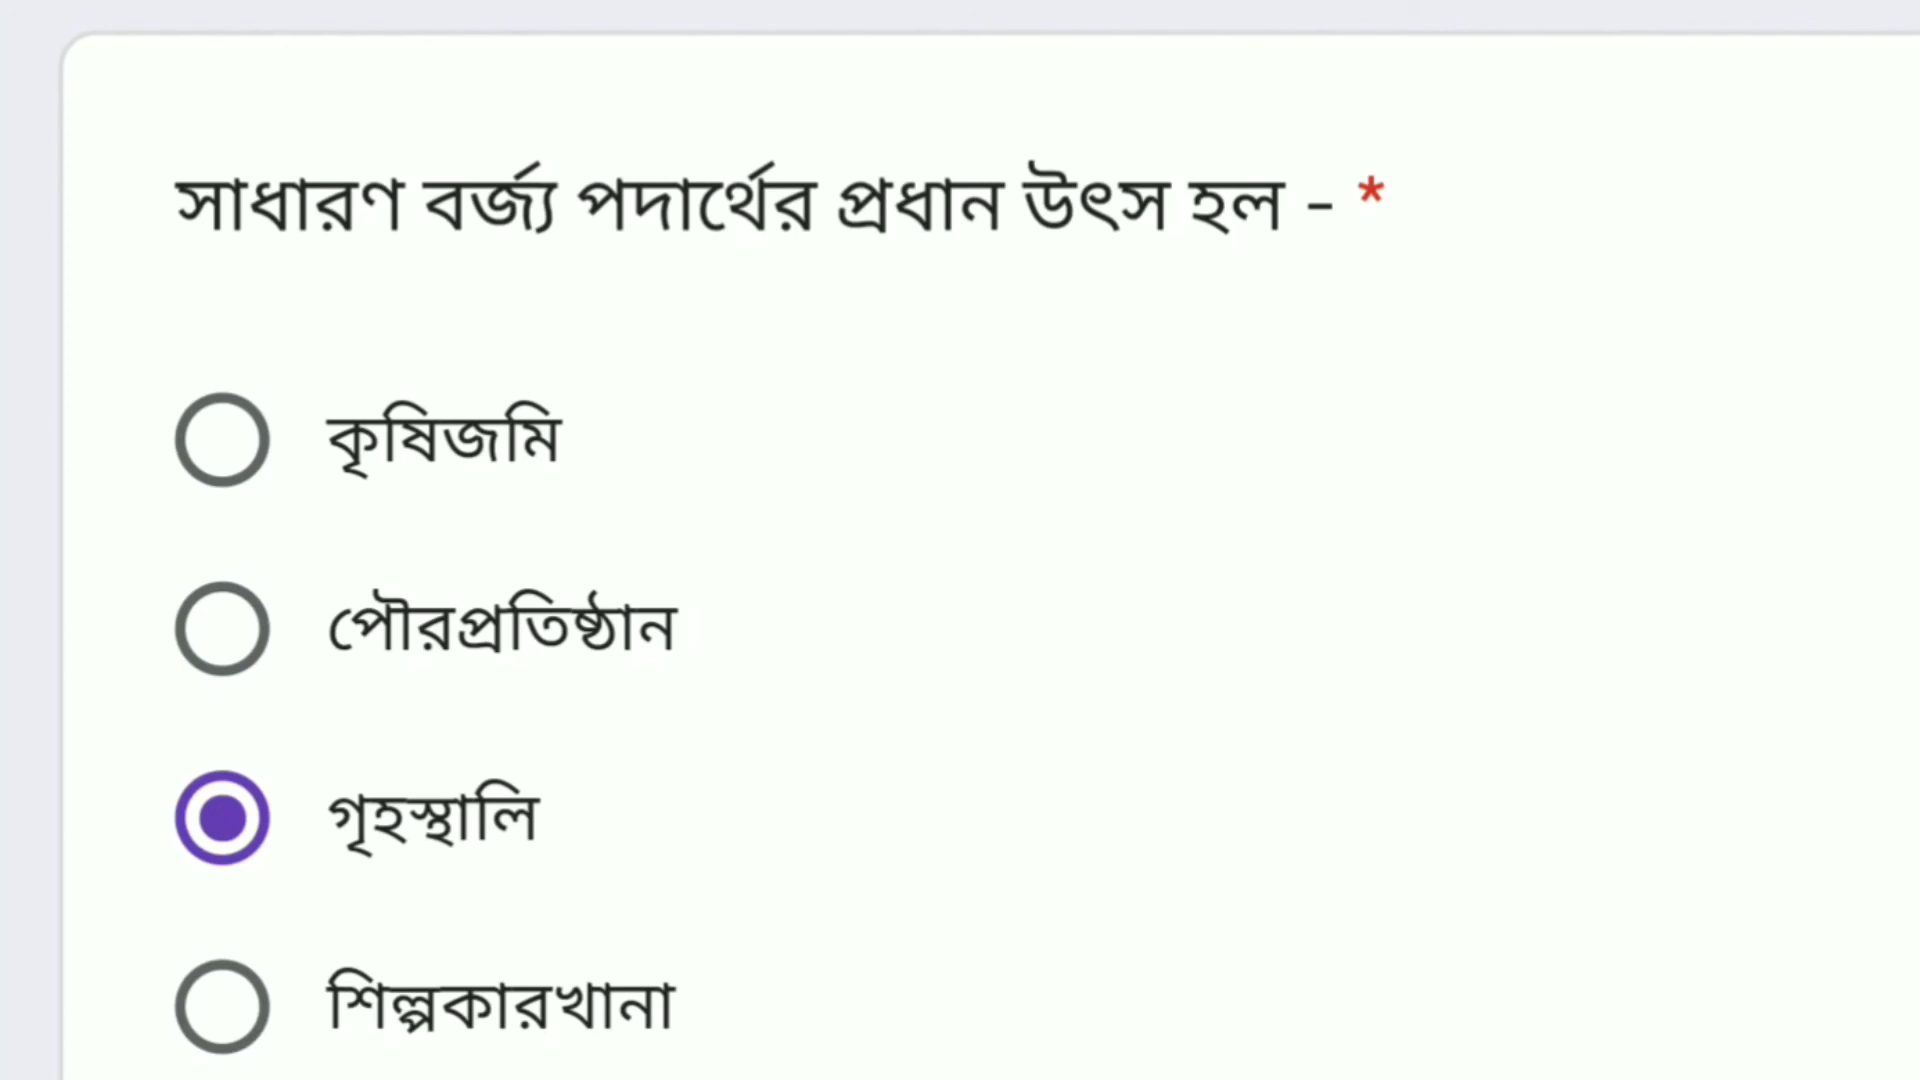 সাধারণ বর্জ্য পদার্থের প্রধান উৎস হল - *
কৃষিজমি
পৌরপ্রতিষ্ঠান
গৃহস্থালি
শিল্পকারখানা